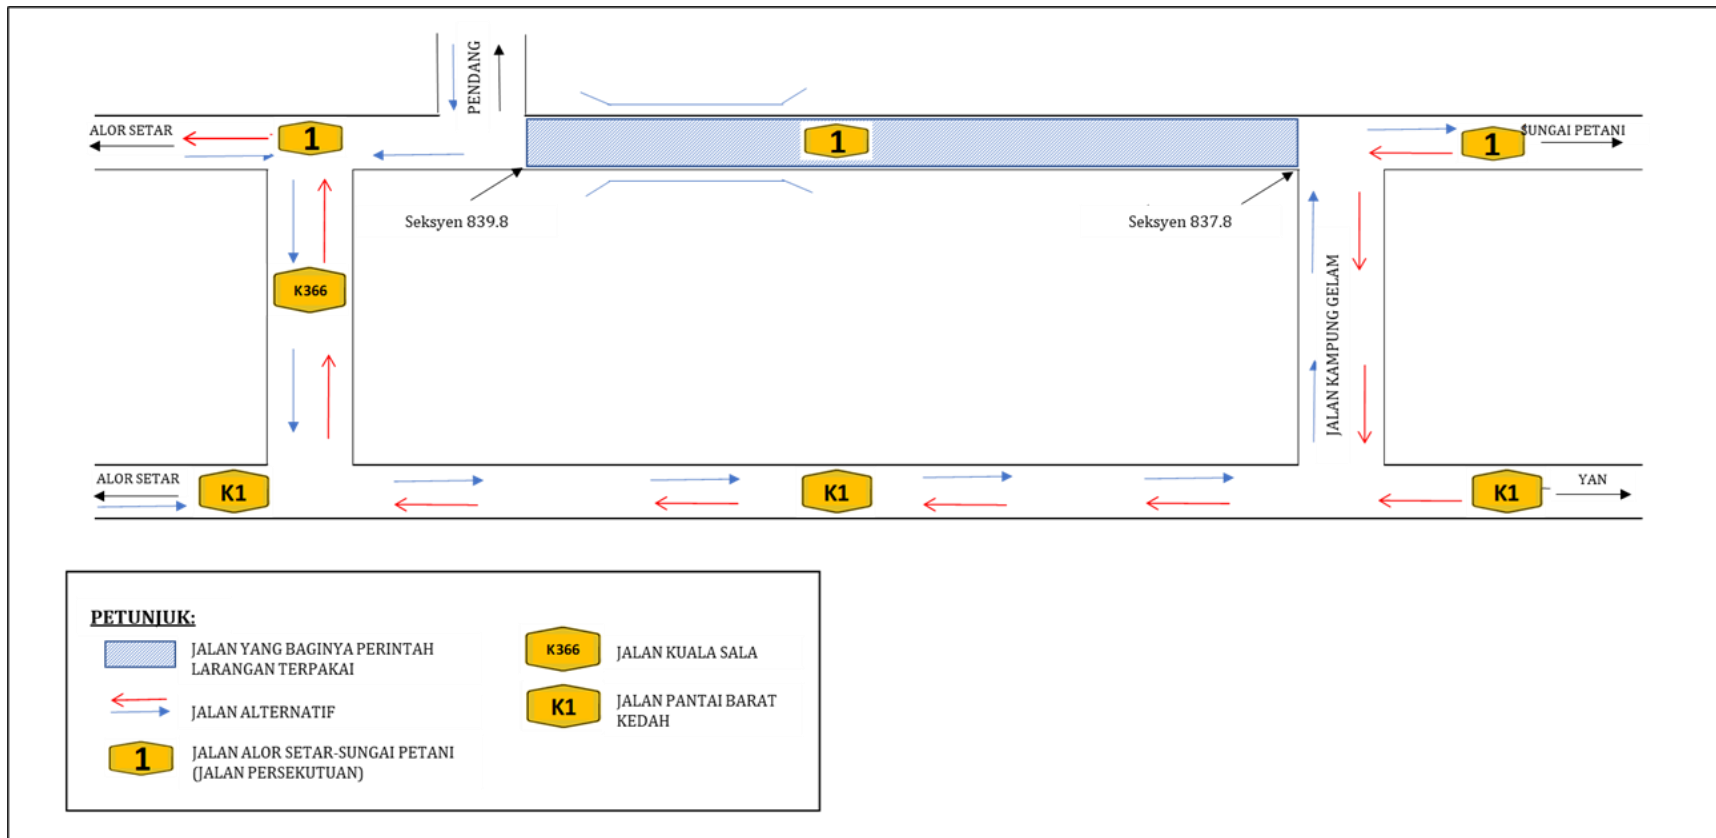 PENDANG
ALOR SETAR
1
1
1
SUNGAI PETANI
Seksyen 839.8
Seksyen 837.8
K366
JALAN KAMPUNG GELAM
ALOR SETAR
K1
K1
K1
YAN
PETUNJUK:
JALAN YANG BAGINYA PERINTAH
LARANGAN TERPAKAI
JALAN ALTERNATIF
1
JALAN ALOR SETAR-SUNGAI PETANI
(JALAN PERSEKUTUAN)
K366
JALAN KUALA SALA
K1
JALAN PANTAI BARAT
KEDAH